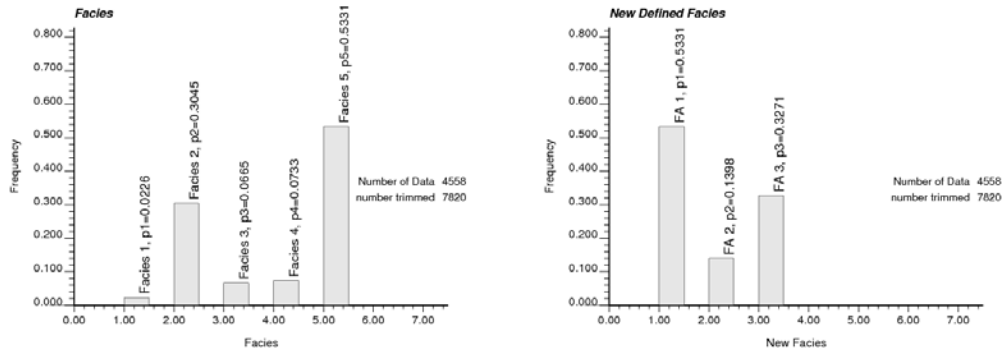 Facies
0.800
0.700
0.600
0.500
0.400
0.300
0.200
0.100
0.000
Frequency
Facies 1, p1=0.0226
Facies 2, p2=0.3045
Facies 3, p3=0.0665
Facies 4, p4=0.0733
Facies 5, p5=0.5331
Number of Data 4558
number trimmed 7820
0.00 1.00 2.00 3.00 4.00 5.00 6.00 7.00
Facies
New Defined Facies
0.800
0.700
0.600
0.500
0.400
0.300
0.200
0.100
0.000
Frequency
FA 1, p1=0.5331
FA 2, p2=0.1398
FA 3, p3=0.3271
Number of Data 4558
number trimmed 7820
0.00 1.00 2.00 3.00 4.00 5.00 6.00 7.00
New Facies